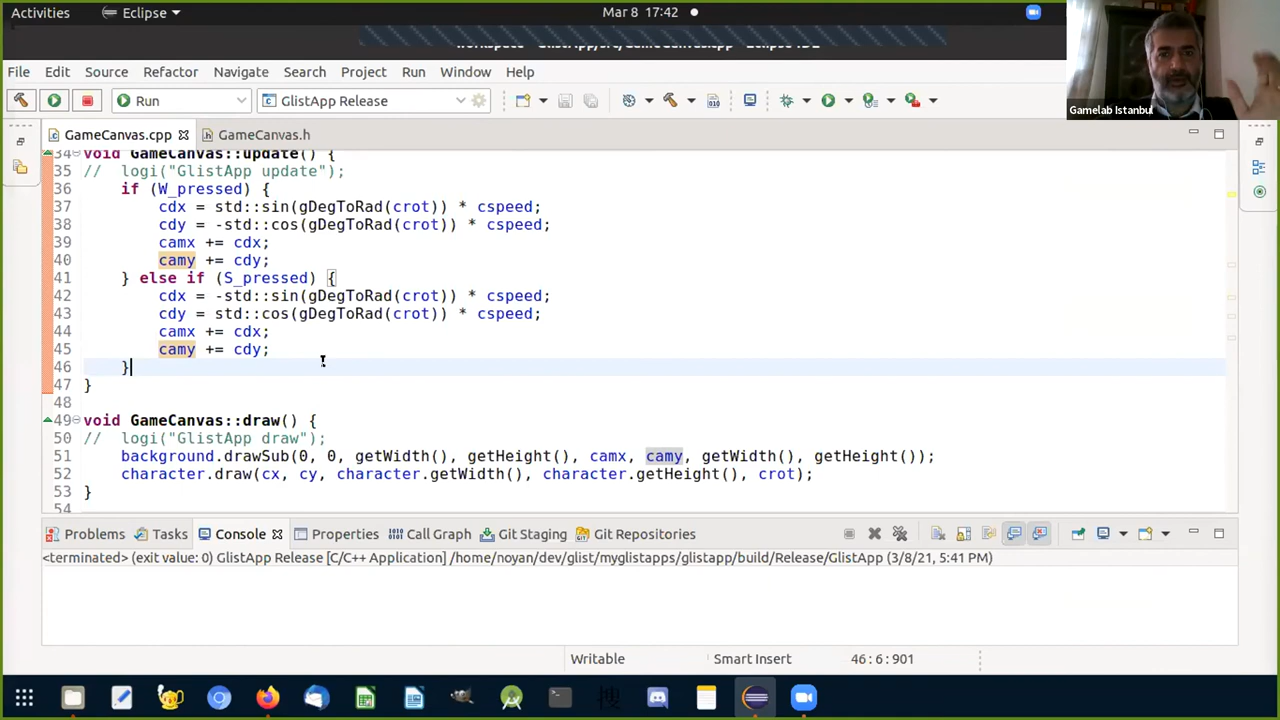 Activities Eclipse Mar 8 17:42
File Edit Source Refactor Navigate Search Project Run Window Help
Gamelab Istanbul
Run GlistApp Release
GameCanvas.cpp GameCanvas.h
34 void GameCanvas::update() {
35 // logi("GlistApp update");
36 if (W_pressed) {
37 cdx = std::sin(gDegToRad(crot)) * cspeed;
38 cdy = -std::cos(gDegToRad(crot)) * cspeed;
39 camx += cdx;
40 camy += cdy;
41 } else if (S_pressed) {
42 cdx = -std::sin(gDegToRad(crot)) * cspeed;
43 cdy = std::cos(gDegToRad(crot)) * cspeed;
44 camx += cdx;
45 camy += cdy;
46 }
47 }
48
49 void GameCanvas::draw() {
50 // logi("GlistApp draw");
51 background.drawSub(0, 0, getWidth(), getHeight(), camx, camy, getWidth(), getHeight());
52 character.draw(cx, cy, character.getWidth(), character.getHeight(), crot);
53 }
54
Problems Tasks Console Properties Call Graph Git Staging Git Repositories
<terminated> (exit value: 0) GlistApp Release [C/C++ Application] /home/noyan/dev/glist/myglistapps/glistapp/build/Release/GlistApp (3/8/21, 5:41 PM)
Writable Smart Insert 46 : 6 : 901